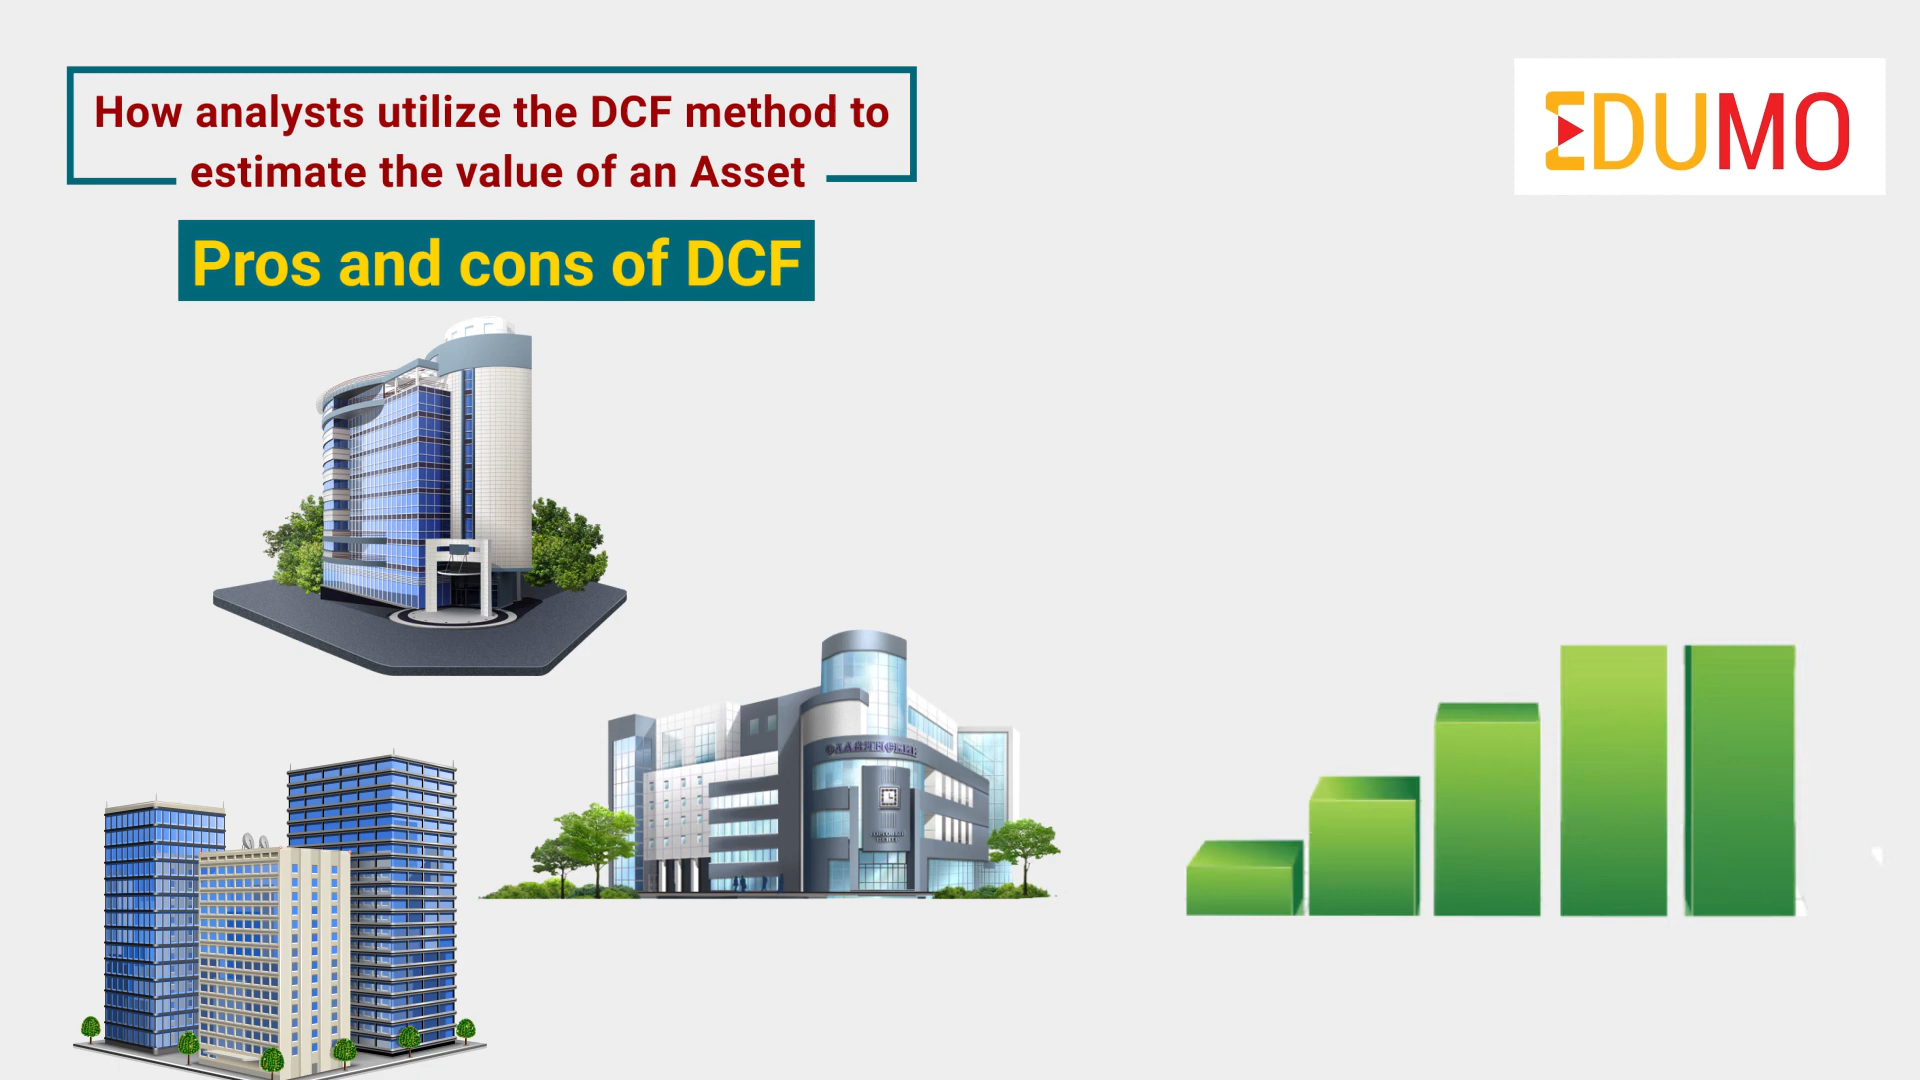 How analysts utilize the DCF method to
estimate the value of an Asset
EDUMO
Pros and cons of DCF